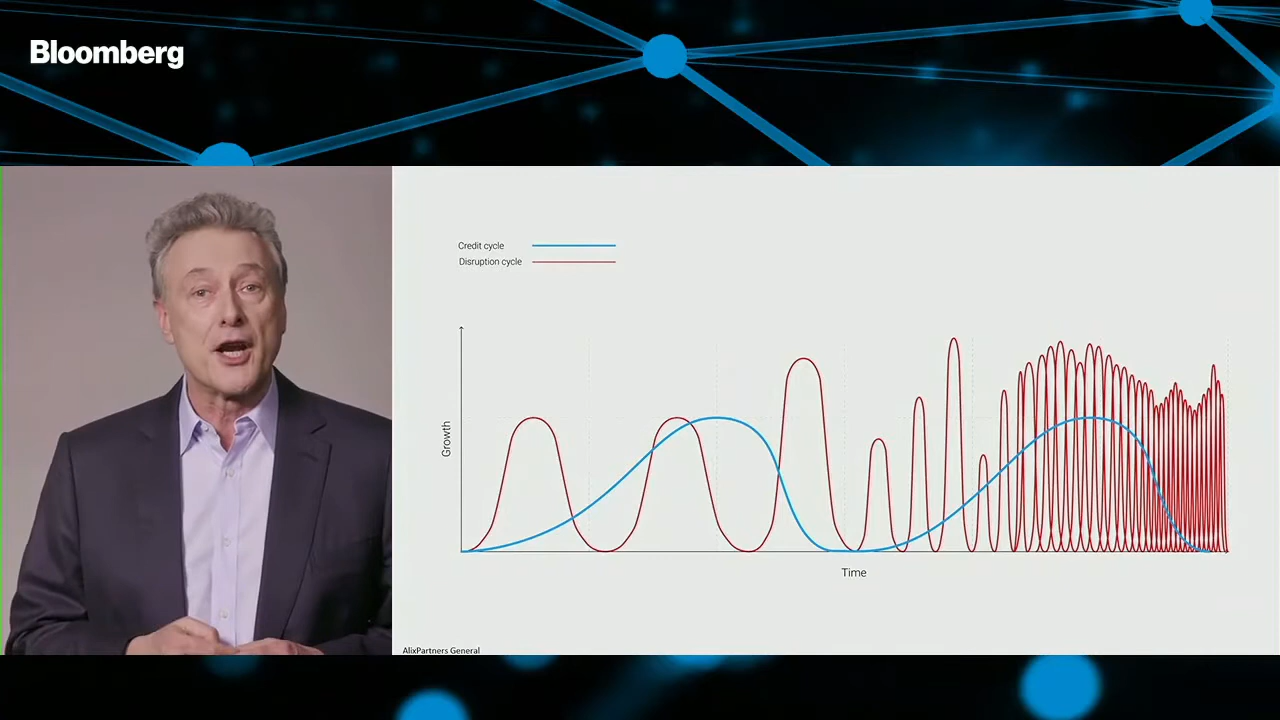 Bloomberg
Credit cycle
Disruption cycle
Growth
Time
AlixPartners General